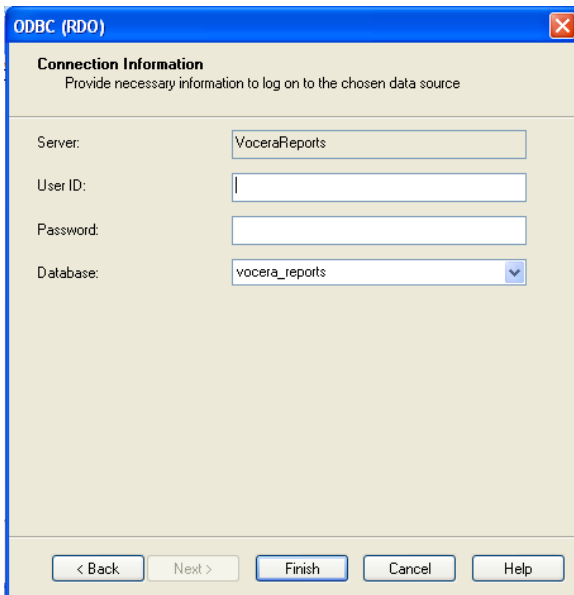 ODBC (RDO)
Connection Information
Provide necessary information to log on to the chosen data source
Server: VoceraReports
User ID:
Password:
Database: vocera_reports
< Back Next > Finish Cancel Help